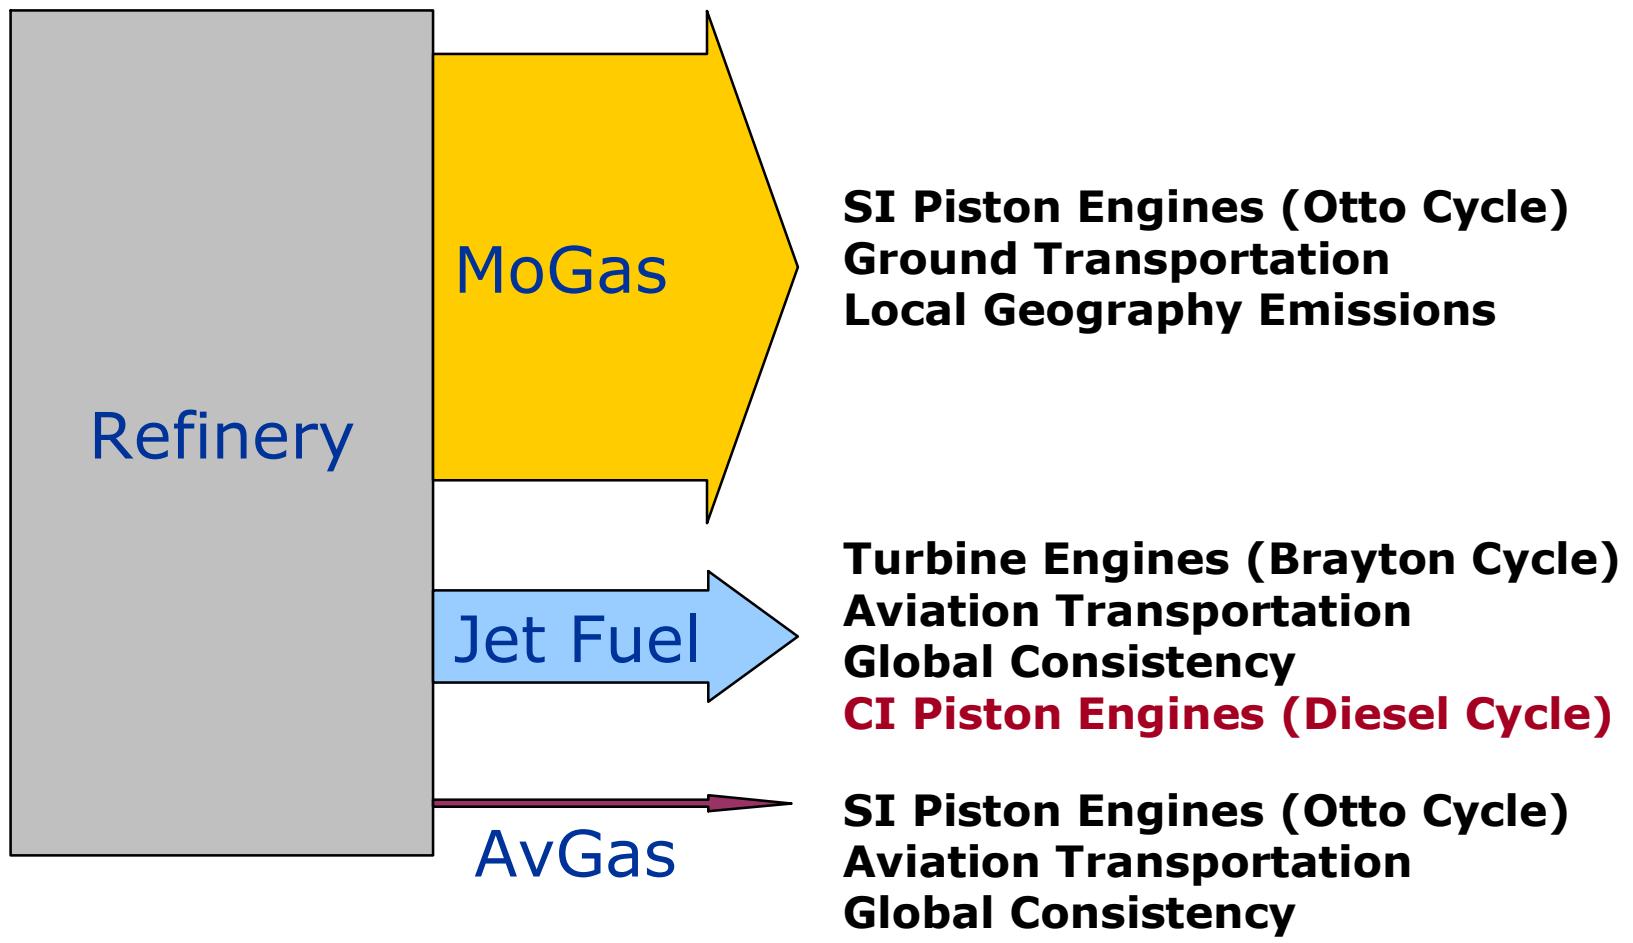 Refinery
MoGas
SI Piston Engines (Otto Cycle)
Ground Transportation
Local Geography Emissions
Jet Fuel
Turbine Engines (Brayton Cycle)
Aviation Transportation
Global Consistency
CI Piston Engines (Diesel Cycle)
AvGas
SI Piston Engines (Otto Cycle)
Aviation Transportation
Global Consistency